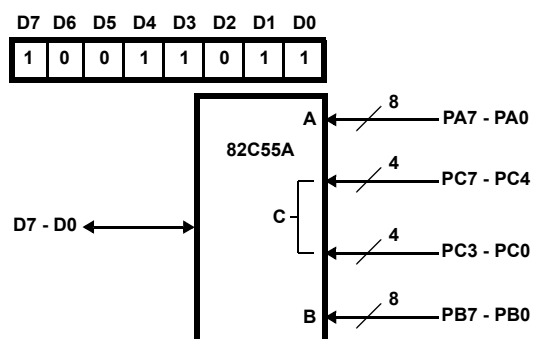 D7 D6 D5 D4 D3 D2 D1 D0
1 0 0 1 1 0 1 1
A 8 PA7 - PA0
82C55A
4 PC7 - PC4
C
D7 - D0
4 PC3 - PC0
B 8 PB7 - PB0